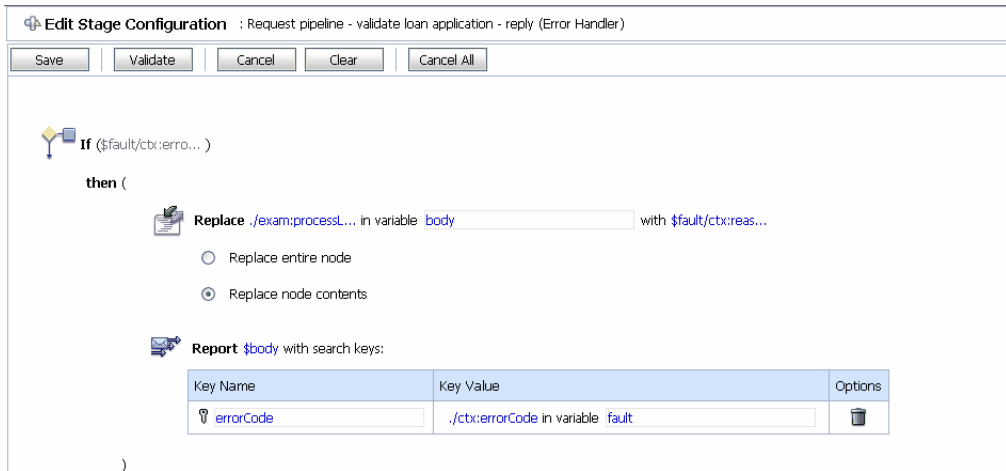 Edit Stage Configuration : Request pipeline - validate loan application - reply (Error Handler)
Save Validate Cancel Clear Cancel All
If ($fault/ctx:erro... )
then (
Replace ./exam:processL... in variable body with $fault/ctx:reas...
Replace entire node
Replace node contents
Report $body with search keys:
Key Name Key Value Options
errorCode ./ctx:errorCode in variable fault
)